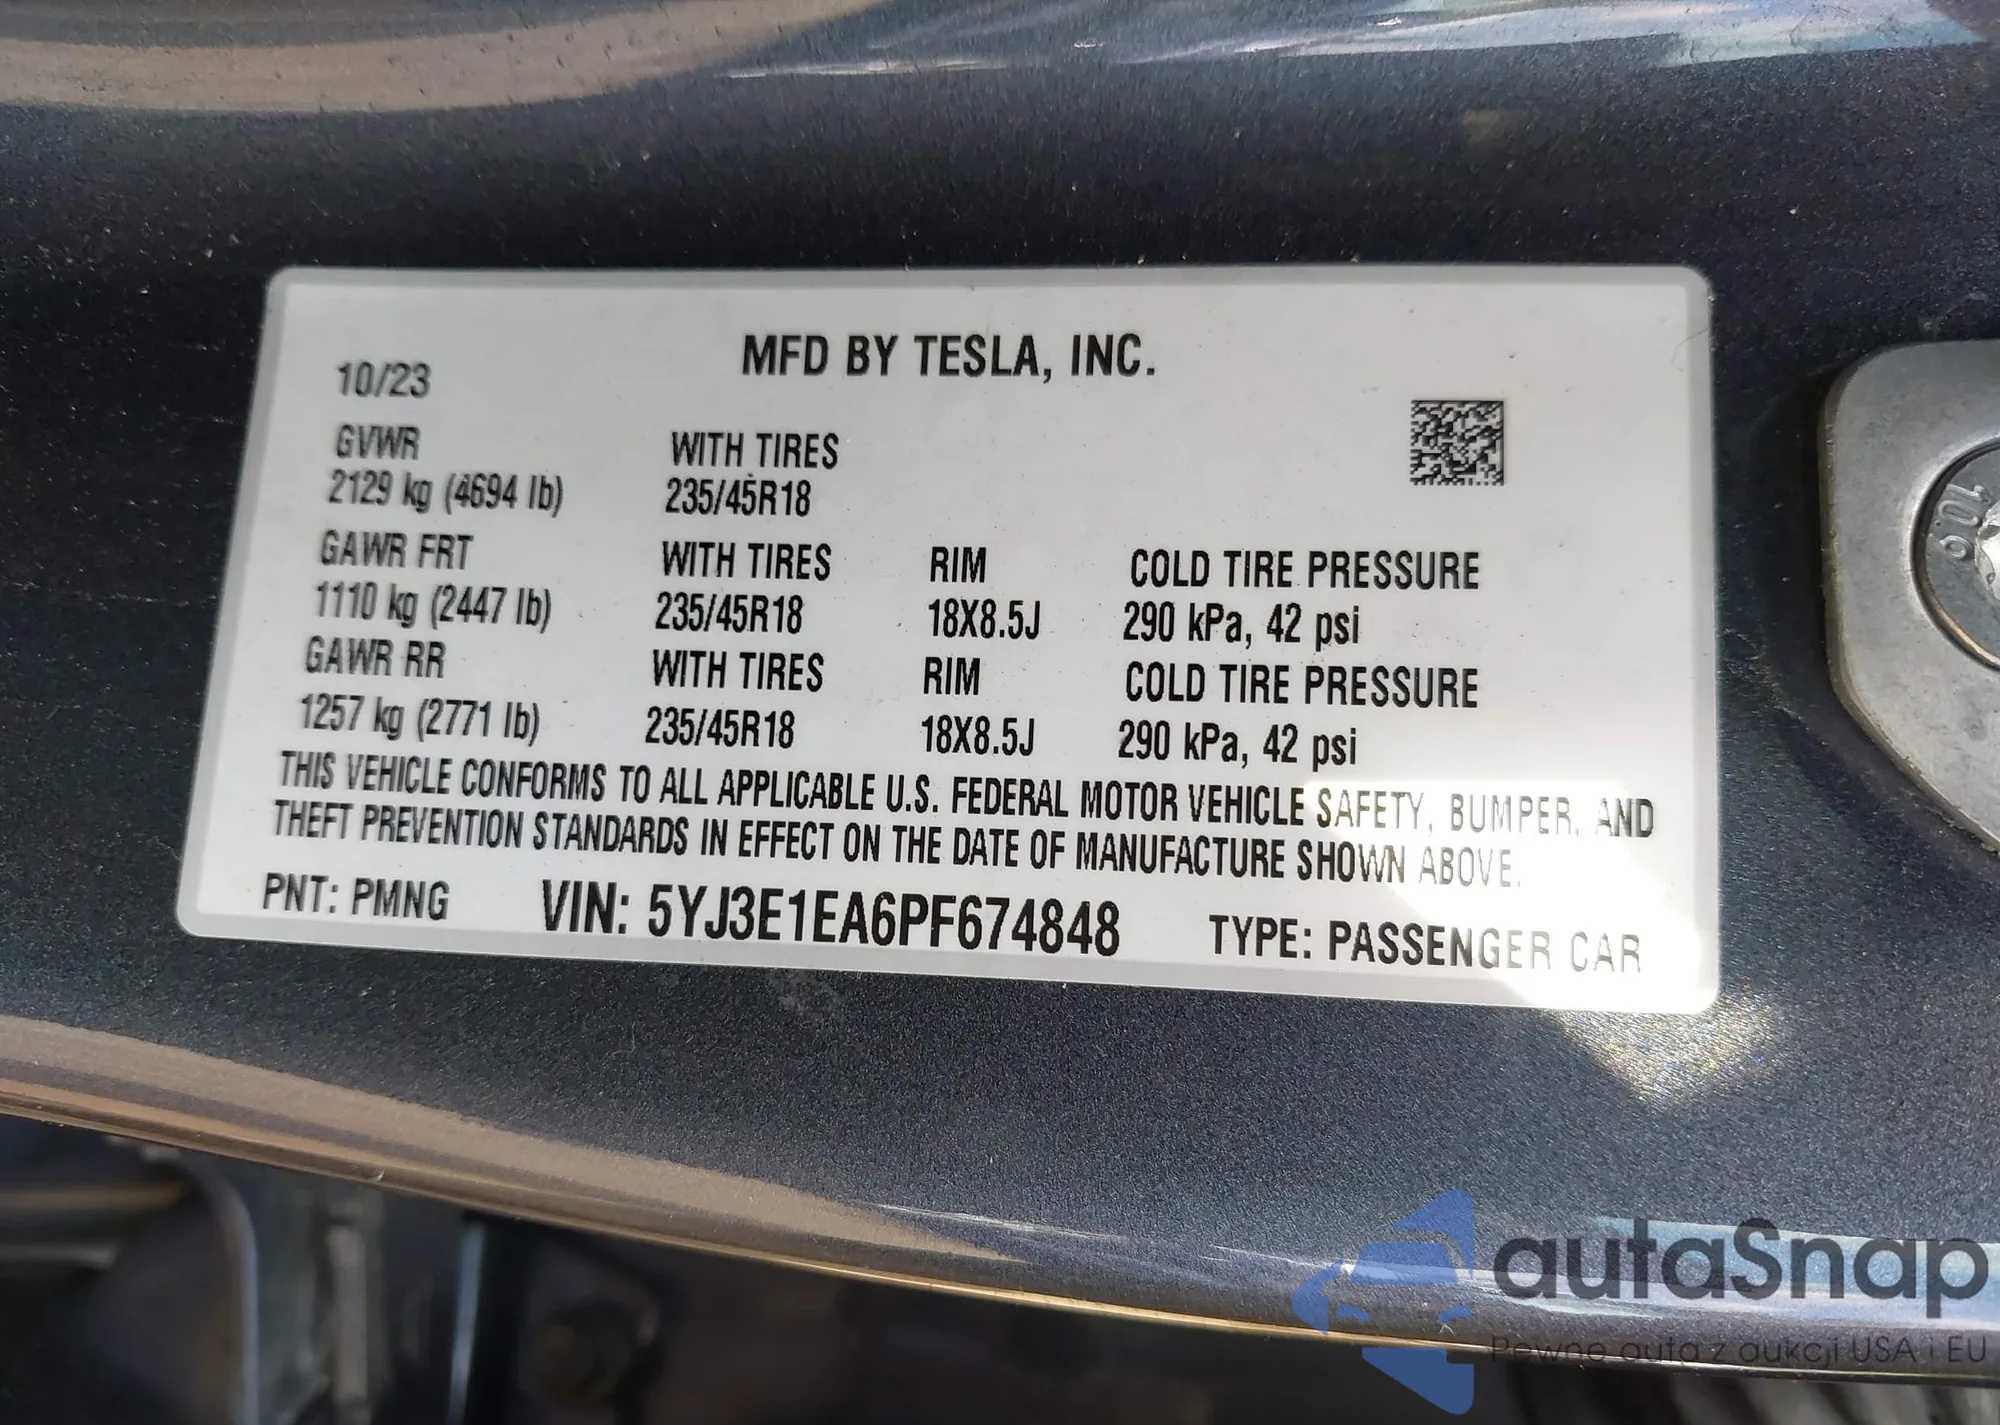 MFD BY TESLA, INC.
10/23
GVWR WITH TIRES
2129 kg (4694 lb) 235/45R18
GAWR FRT WITH TIRES RIM COLD TIRE PRESSURE
1110 kg (2447 lb) 235/45R18 18X8.5J 290 kPa, 42 psi
GAWR RR WITH TIRES RIM COLD TIRE PRESSURE
1257 kg (2771 lb) 235/45R18 18X8.5J 290 kPa, 42 psi
THIS VEHICLE CONFORMS TO ALL APPLICABLE U.S. FEDERAL MOTOR VEHICLE SAFETY, BUMPER, AND
THEFT PREVENTION STANDARDS IN EFFECT ON THE DATE OF MANUFACTURE SHOWN ABOVE.
PNT: PMNG VIN: 5YJ3E1EA6PF674848 TYPE: PASSENGER CAR
10.9
autaSnap
Pewne auta z aukcji USA i EU